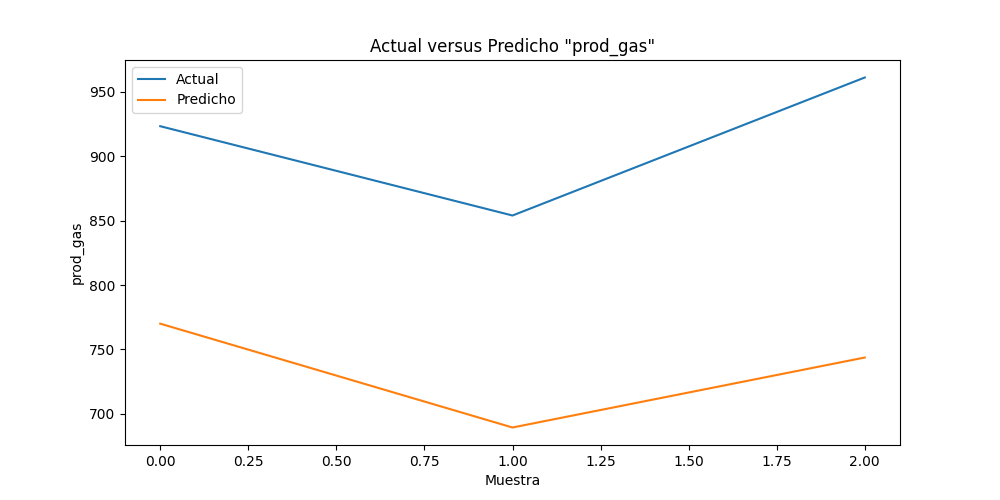 Actual versus Predicho "prod_gas"
Actual
Predicho
950
900
850
800
750
700
prod_gas
0.00 0.25 0.50 0.75 1.00 1.25 1.50 1.75 2.00
Muestra